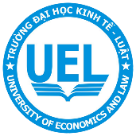 TRƯỜNG ĐẠI HỌC KINH TẾ - LUẬT
UEL
UNIVERSITY OF ECONOMICS AND LAW